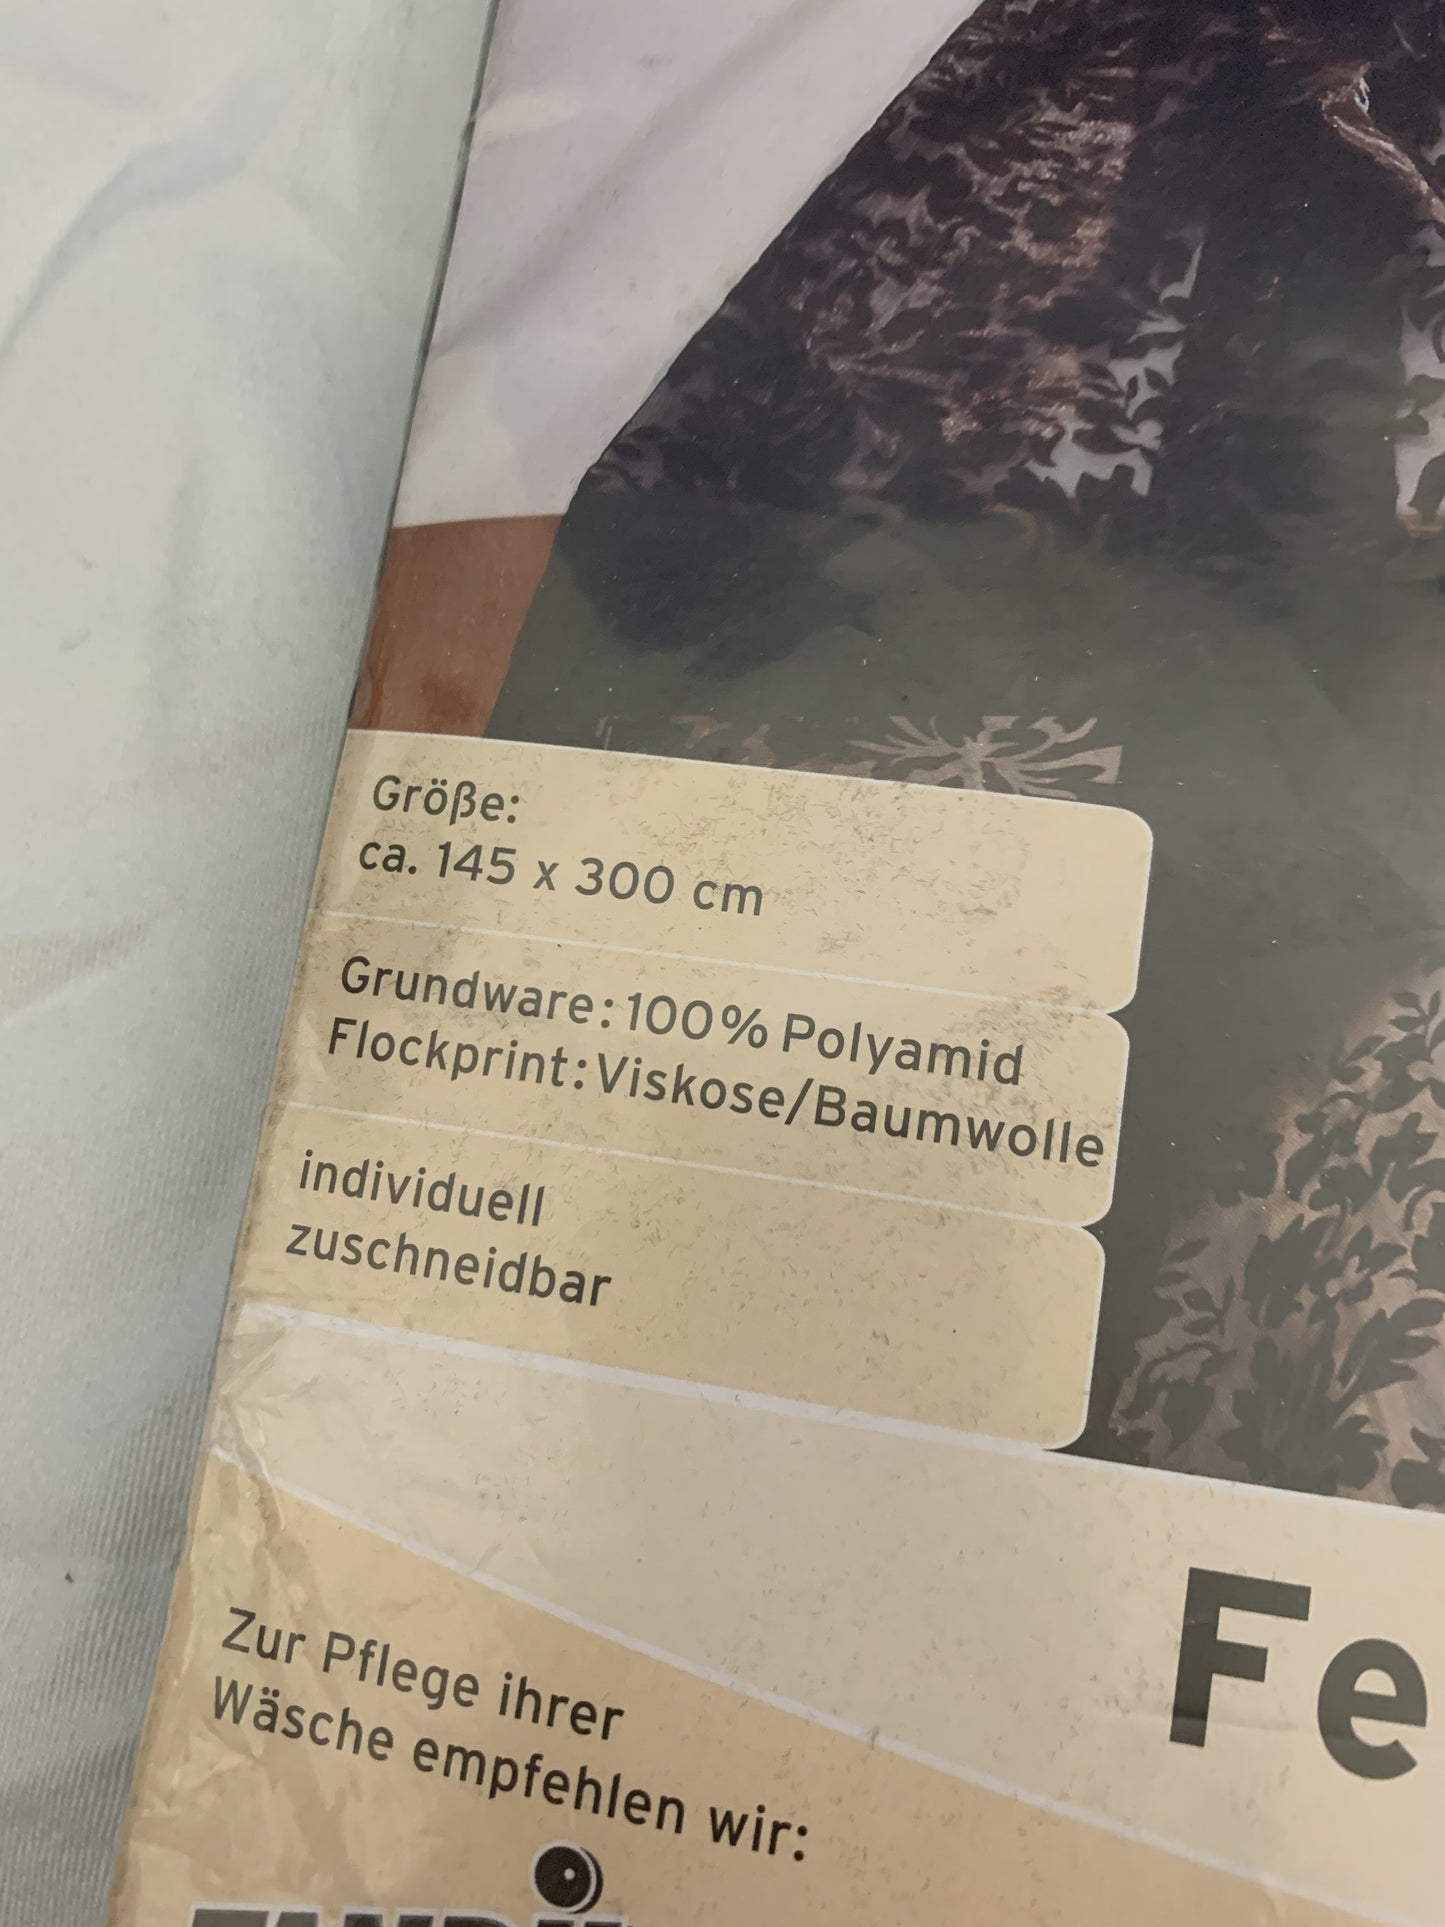 Größe:
ca. 145 x 300 cm
Grundware: 100% Polyamid
Flockprint: Viskose/Baumwolle
individuell
zuschneidbar
Fe
Zur Pflege ihrer
Wäsche empfehlen wir: